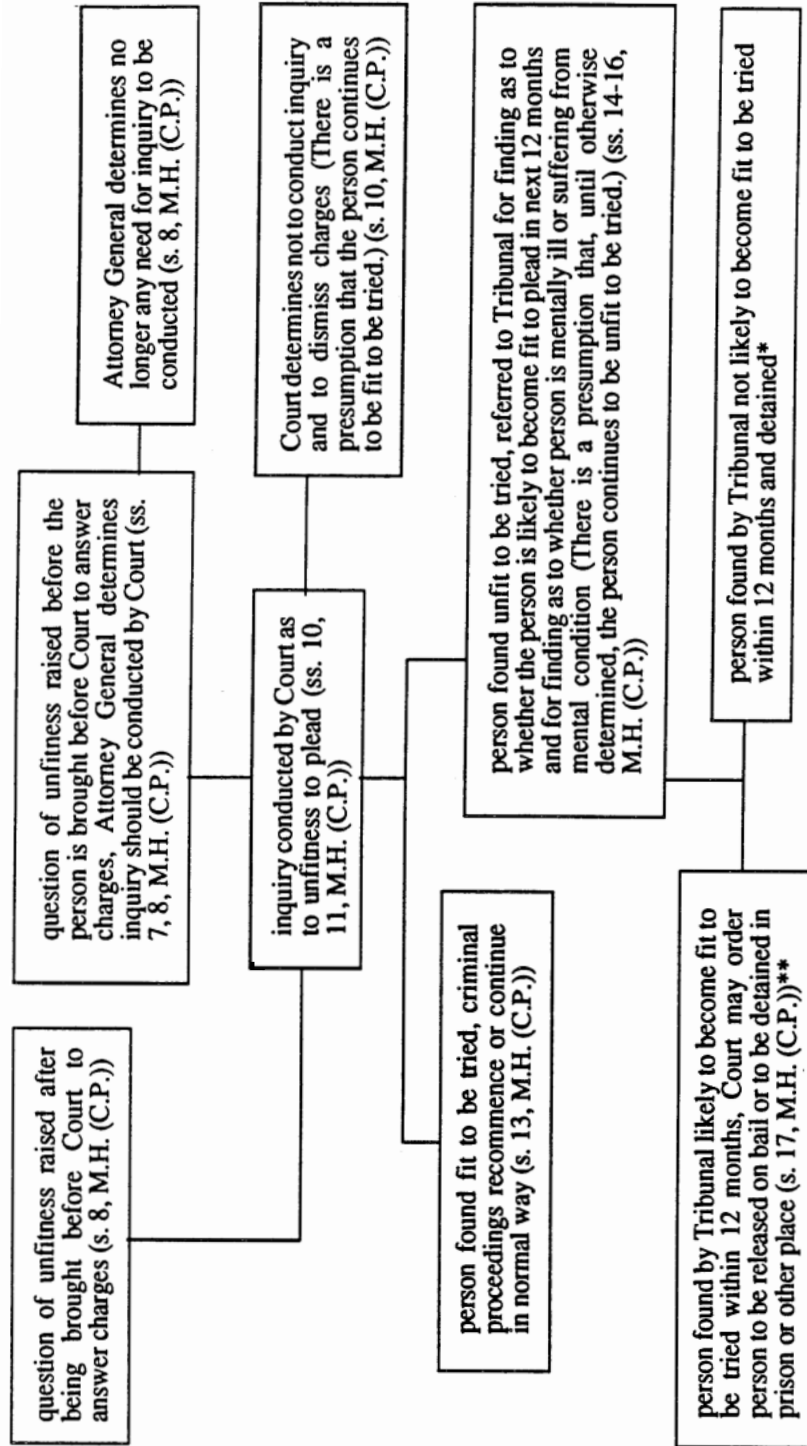 question of unfitness raised after
being brought before Court to
answer charges (s. 8, M.H. (C.P.))
question of unfitness raised before the
person is brought before Court to answer
charges, Attorney General determines
inquiry should be conducted by Court (ss.
7, 8, M.H. (C.P.))
Attorney General determines no
longer any need for inquiry to be
conducted (s. 8, M.H. (C.P.))
inquiry conducted by Court as
to unfitness to plead (ss. 10,
11, M.H. (C.P.))
Court determines not to conduct inquiry
and to dismiss charges (There is a
presumption that the person continues
to be fit to be tried.) (s. 10, M.H. (C.P.))
person found fit to be tried, criminal
proceedings recommence or continue
in normal way (s. 13, M.H. (C.P.))
person found unfit to be tried, referred to Tribunal for finding as to
whether the person is likely to become fit to plead in next 12 months
and for finding as to whether person is mentally ill or suffering from
mental condition (There is a presumption that, until otherwise
determined, the person continues to be unfit to be tried.) (ss. 14-16,
M.H. (C.P.))
person found by Tribunal likely to become fit to
be tried within 12 months, Court may order
person to be released on bail or to be detained in
prison or other place (s. 17, M.H. (C.P.))**
person found by Tribunal not likely to become fit to be tried
within 12 months and detained*